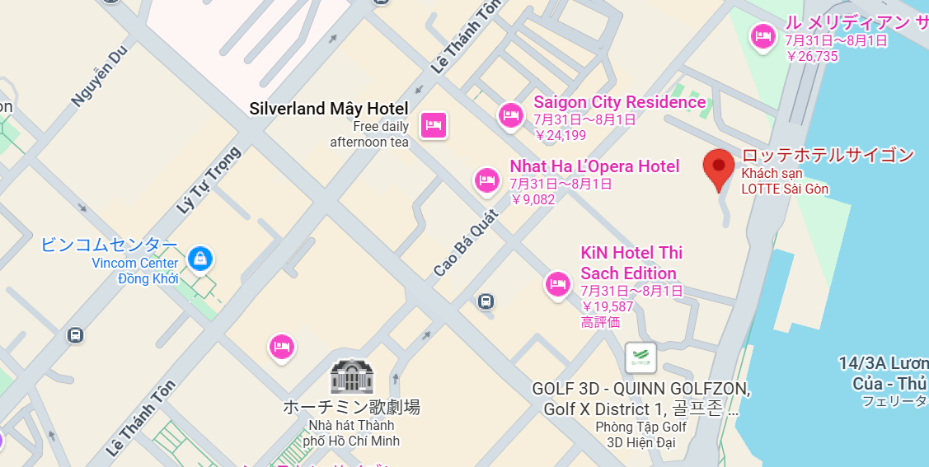 ル メリディアン サ
7月31日～8月1日
￥26,735
Lê Thánh Tôn
Nguyễn Du
Silverland Mây Hotel
Free daily
afternoon tea
Saigon City Residence
7月31日～8月1日
￥24,199
ロッテホテルサイゴン
Khách sạn
LOTTE Sài Gòn
Nhat Ha L'Opera Hotel
7月31日～8月1日
￥9,082
Lý Tự Trọng
Cao Bá Quát
ビンコムセンター
Vincom Center
Đồng Khởi
KiN Hotel Thi
Sach Edition
7月31日～8月1日
￥19,587
高評価
14/3A Lươn
Của - Thủ
フェリータ
GOLF 3D - QUINN GOLFZON,
Golf X District 1, 골프존 ...
Phòng Tập Golf
3D Hiện Đại
ホーチミン歌劇場
Nhà hát Thành
phố Hồ Chí Minh
Lê Thánh Tôn